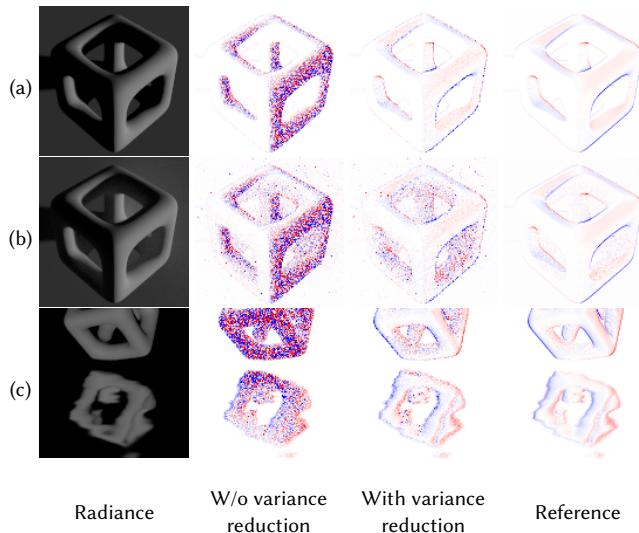 (a)
(b)
(c)
Radiance
W/o variance
reduction
With variance
reduction
Reference